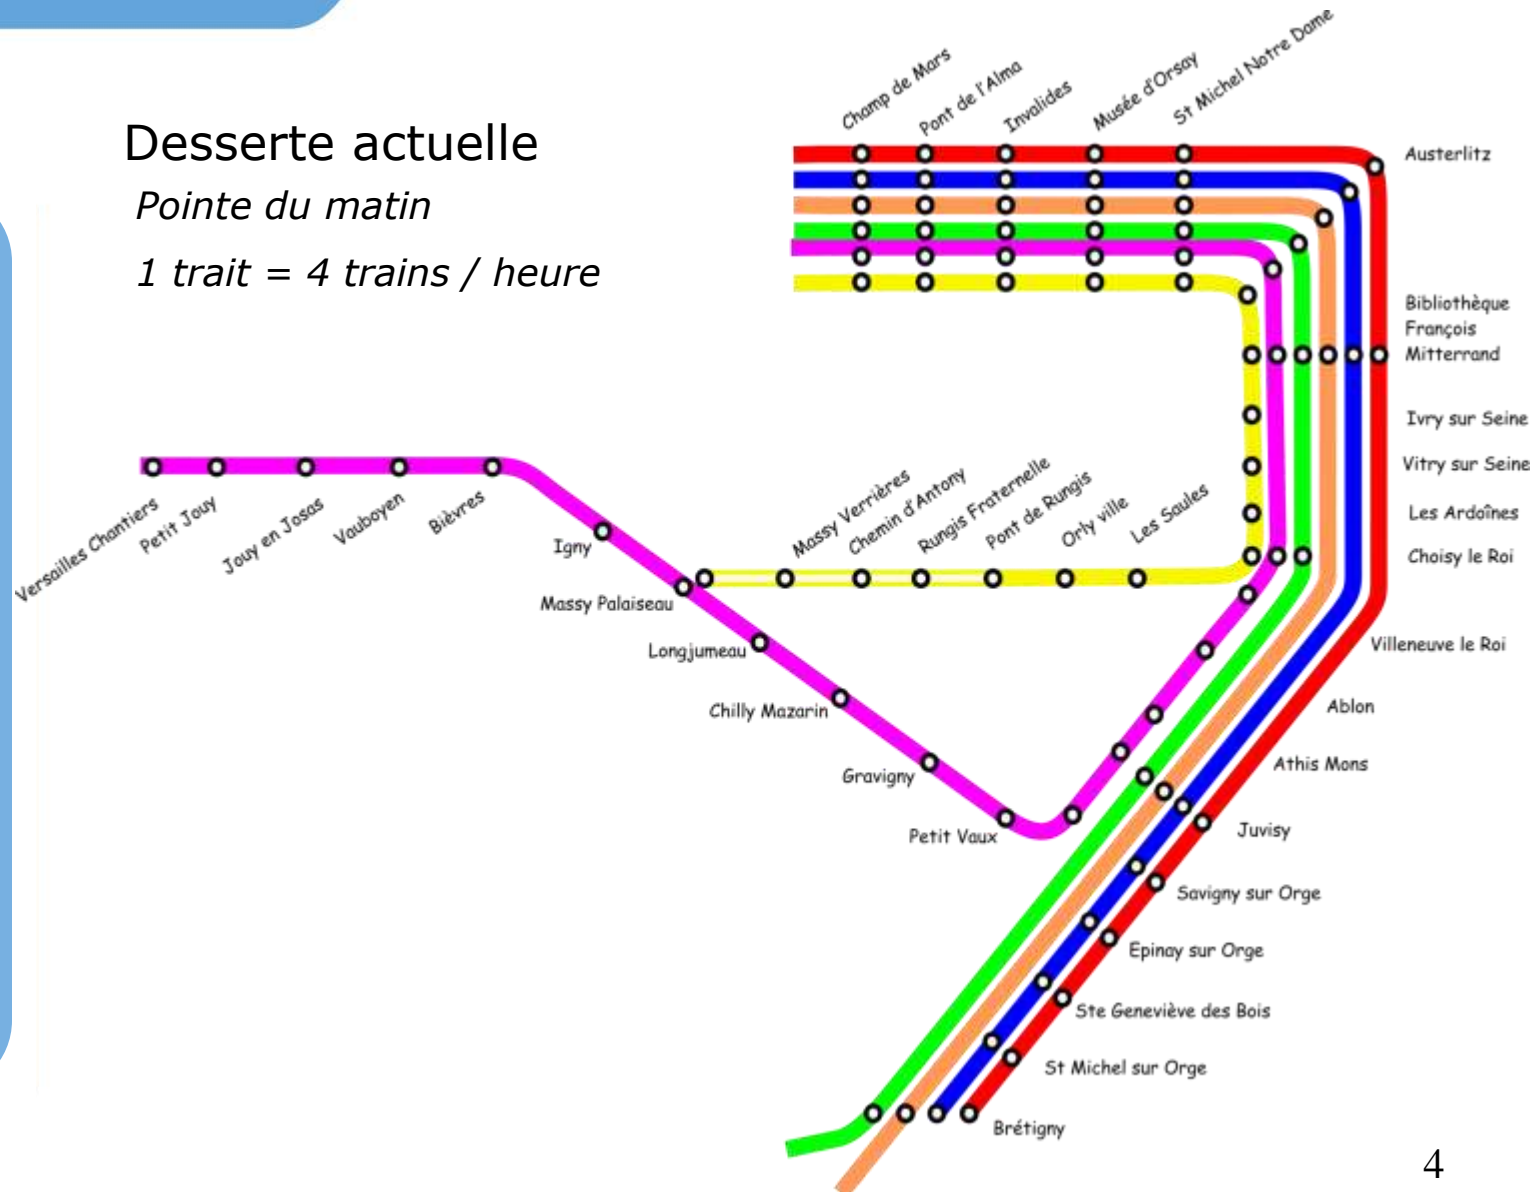 Desserte actuelle
Pointe du matin
1 trait = 4 trains / heure
Champ de Mars
Pont de l'Alma
Invalides
Musée d'Orsay
St Michel Notre Dame
Austerlitz
Bibliothèque
François
Mitterrand
Ivry sur Seine
Vitry sur Seine
Les Ardoînes
Choisy le Roi
Versailles Chantiers
Petit Jouy
Jouy en Josas
Vauboyen
Bièvres
Igny
Massy Palaiseau
Massy Verrières
Chemin d'Antony
Rungis Fraternelle
Pont de Rungis
Orly ville
Les Saules
Longjumeau
Chilly Mazarin
Gravigny
Petit Vaux
Villeneuve le Roi
Ablon
Athis Mons
Juvisy
Savigny sur Orge
Epinay sur Orge
Ste Geneviève des Bois
St Michel sur Orge
Brétigny
4